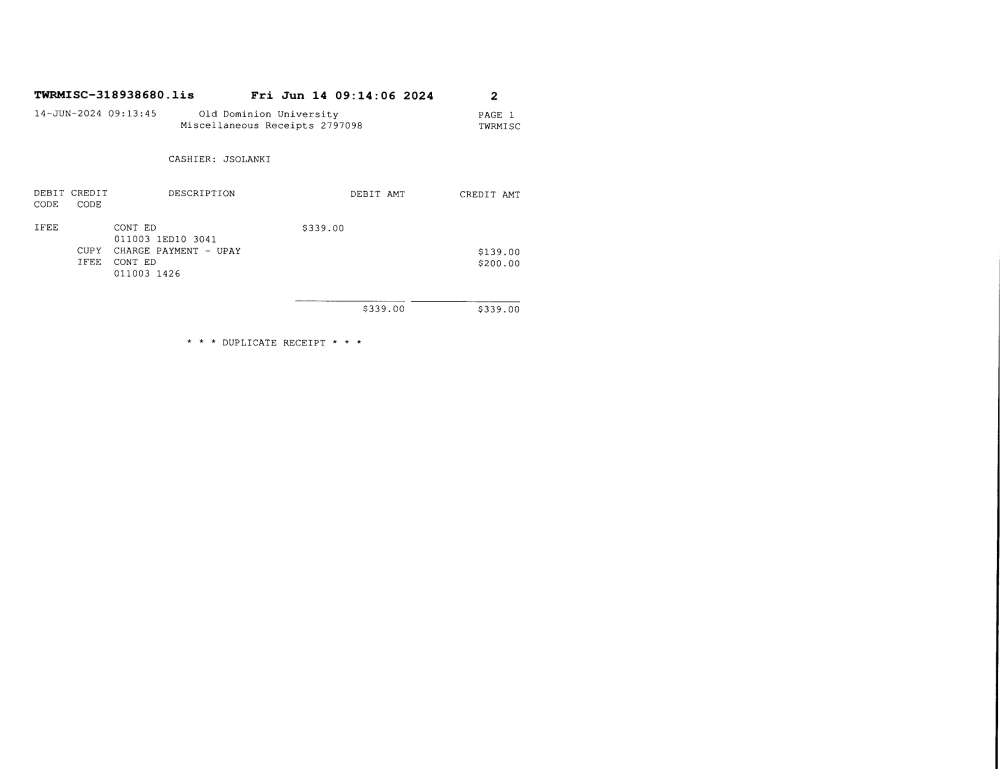 TWRMISC-318938680.lis Fri Jun 14 09:14:06 2024 2
14-JUN-2024 09:13:45 Old Dominion University PAGE 1
Miscellaneous Receipts 2797098 TWRMISC
CASHIER: JSOLANKI
DEBIT CREDIT DESCRIPTION DEBIT AMT CREDIT AMT
CODE CODE
IFEE CONT ED $339.00
011003 1ED10 3041
CUPY CHARGE PAYMENT - UPAY $139.00
IFEE CONT ED $200.00
011003 1426
$339.00 $339.00
* * * DUPLICATE RECEIPT * * *